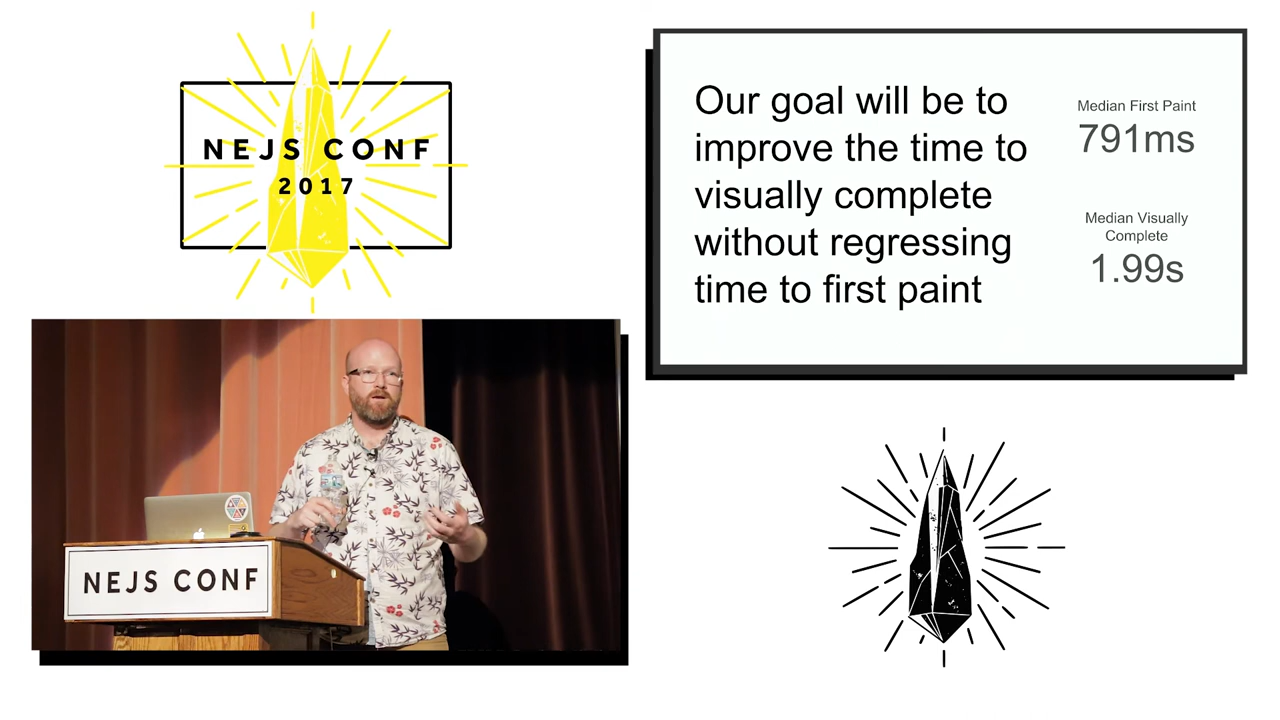 NEJS CONF
2017
Our goal will be to
improve the time to
visually complete
without regressing
time to first paint
Median First Paint
791ms
Median Visually
Complete
1.99s
NEJS CONF